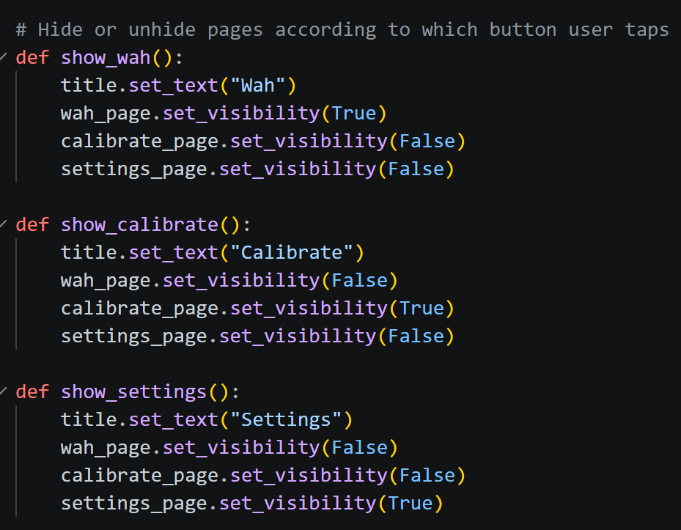 # Hide or unhide pages according to which button user taps
def show_wah():
    title.set_text("Wah")
    wah_page.set_visibility(True)
    calibrate_page.set_visibility(False)
    settings_page.set_visibility(False)

def show_calibrate():
    title.set_text("Calibrate")
    wah_page.set_visibility(False)
    calibrate_page.set_visibility(True)
    settings_page.set_visibility(False)

def show_settings():
    title.set_text("Settings")
    wah_page.set_visibility(False)
    calibrate_page.set_visibility(False)
    settings_page.set_visibility(True)